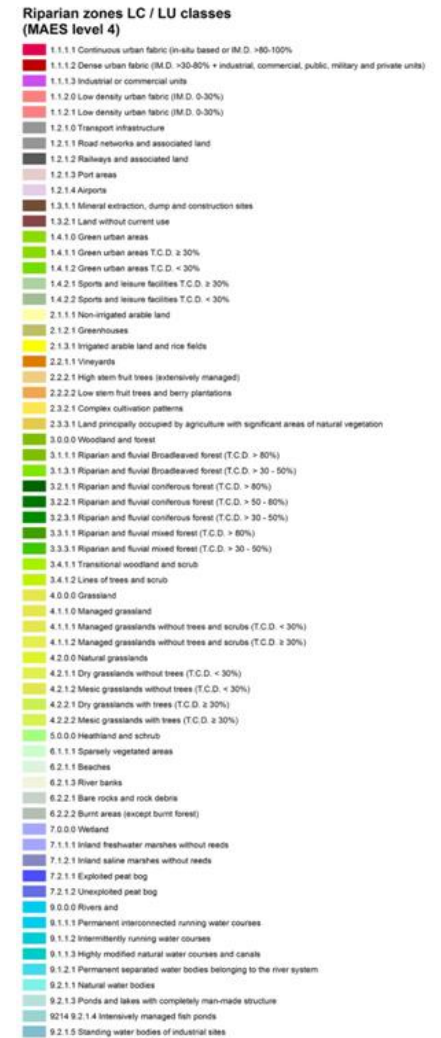 Riparian zones LC / LU classes
(MAES level 4)
1.1.1.1 Continuous urban fabric (in-situ based or IM.D. >80-100%
1.1.1.2 Dense urban fabric (IM.D. >30-80% + industrial, commercial, public, military and private units)
1.1.1.3 Industrial or commercial units
1.1.2.0 Low density urban fabric (IM.D. 0-30%)
1.1.2.1 Low density urban fabric (IM.D. 0-30%)
1.2.1.0 Transport infrastructure
1.2.1.1 Road networks and associated land
1.2.1.2 Railways and associated land
1.2.1.3 Port areas
1.2.1.4 Airports
1.3.1.1 Mineral extraction, dump and construction sites
1.3.2.1 Land without current use
1.4.1.0 Green urban areas
1.4.1.1 Green urban areas T.C.D. ≥ 30%
1.4.1.2 Green urban areas T.C.D. < 30%
1.4.2.1 Sports and leisure facilities T.C.D. ≥ 30%
1.4.2.2 Sports and leisure facilities T.C.D. < 30%
2.1.1.1 Non-irrigated arable land
2.1.2.1 Greenhouses
2.1.3.1 Irrigated arable land and rice fields
2.2.1.1 Vineyards
2.2.2.1 High stem fruit trees (extensively managed)
2.2.2.2 Low stem fruit trees and berry plantations
2.3.2.1 Complex cultivation patterns
2.3.3.1 Land principally occupied by agriculture with significant areas of natural vegetation
3.0.0.0 Woodland and forest
3.1.1.1 Riparian and fluvial Broadleaved forest (T.C.D. > 80%)
3.1.3.1 Riparian and fluvial Broadleaved forest (T.C.D. > 30 - 50%)
3.2.1.1 Riparian and fluvial coniferous forest (T.C.D. > 80%)
3.2.2.1 Riparian and fluvial coniferous forest (T.C.D. > 50 - 80%)
3.2.3.1 Riparian and fluvial coniferous forest (T.C.D. > 30 - 50%)
3.3.1.1 Riparian and fluvial mixed forest (T.C.D. > 80%)
3.3.3.1 Riparian and fluvial mixed forest (T.C.D. > 30 - 50%)
3.4.1.1 Transitional woodland and scrub
3.4.1.2 Lines of trees and scrub
4.0.0.0 Grassland
4.1.1.0 Managed grassland
4.1.1.1 Managed grasslands without trees and scrubs (T.C.D. < 30%)
4.1.1.2 Managed grasslands without trees and scrubs (T.C.D. ≥ 30%)
4.2.0.0 Natural grasslands
4.2.1.1 Dry grasslands without trees (T.C.D. < 30%)
4.2.1.2 Mesic grasslands without trees (T.C.D. < 30%)
4.2.2.1 Dry grasslands with trees (T.C.D. ≥ 30%)
4.2.2.2 Mesic grasslands with trees (T.C.D. ≥ 30%)
5.0.0.0 Heathland and schrub
6.1.1.1 Sparsely vegetated areas
6.2.1.1 Beaches
6.2.1.3 River banks
6.2.2.1 Bare rocks and rock debris
6.2.2.2 Burnt areas (except burnt forest)
7.0.0.0 Wetland
7.1.1.1 Inland freshwater marshes without reeds
7.1.2.1 Inland saline marshes without reeds
7.2.1.1 Exploited peat bog
7.2.1.2 Unexploited peat bog
9.0.0.0 Rivers and
9.1.1.1 Permanent interconnected running water courses
9.1.1.2 Intermittently running water courses
9.1.1.3 Highly modified natural water courses and canals
9.1.2.1 Permanent separated water bodies belonging to the river system
9.2.1.1 Natural water bodies
9.2.1.3 Ponds and lakes with completely man-made structure
9214 9.2.1.4 Intensively managed fish ponds
9.2.1.5 Standing water bodies of industrial sites